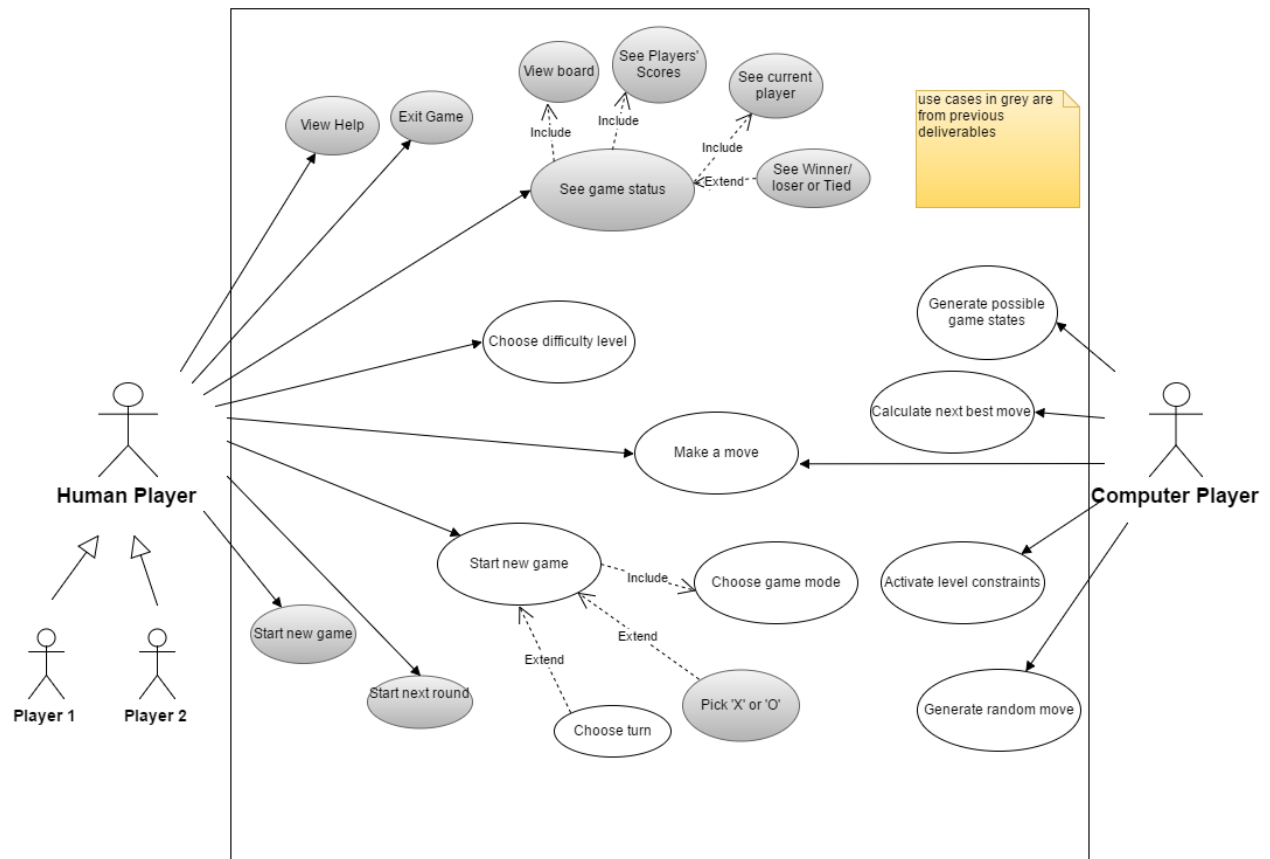 View Help
Exit Game
View board
See Players'
Scores
See current
player
Include
Include
Include
Extend
See game status
See Winner/
loser or Tied
use cases in grey are
from previous
deliverables
Choose difficulty level
Generate possible
game states
Calculate next best move
Make a move
Human Player
Computer Player
Start new game
Include
Choose game mode
Activate level constraints
Start new game
Extend
Extend
Start next round
Pick 'X' or 'O'
Choose turn
Generate random move
Player 1
Player 2